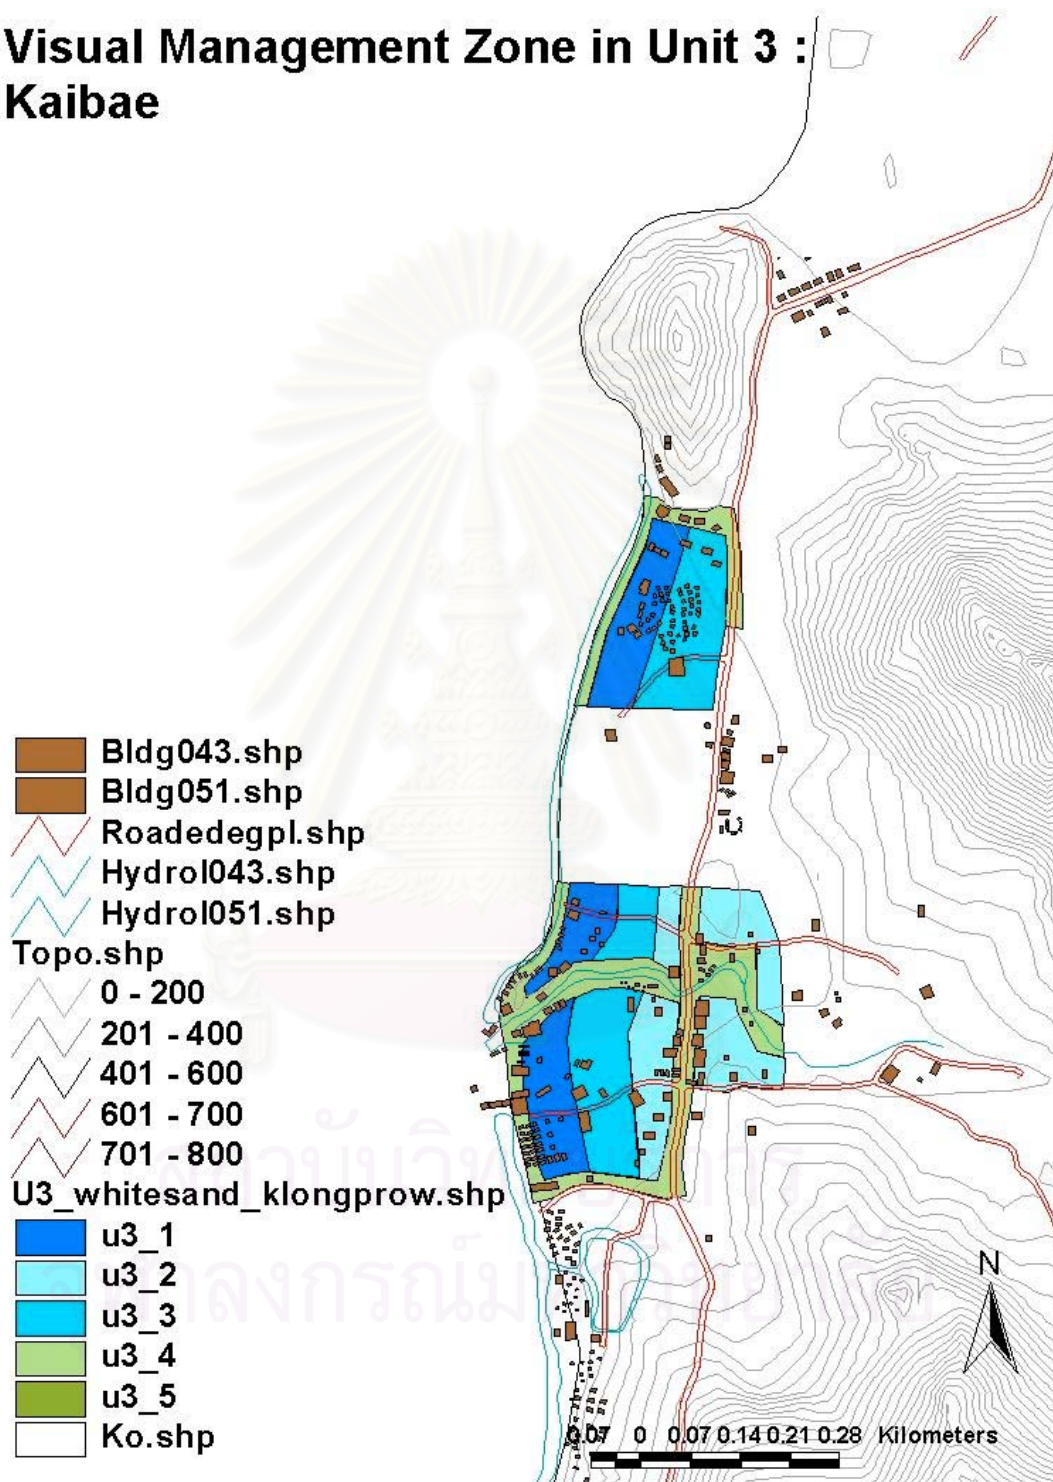 Visual Management Zone in Unit 3 :
Kaibae
Bldg043.shp
Bldg051.shp
Roadedegpl.shp
Hydrol043.shp
Hydrol051.shp
Topo.shp
0 - 200
201 - 400
401 - 600
601 - 700
701 - 800
U3_whitesand_klongprow.shp
u3_1
u3_2
u3_3
u3_4
u3_5
Ko.shp
N
0.07 0 0.07 0.14 0.21 0.28 Kilometers